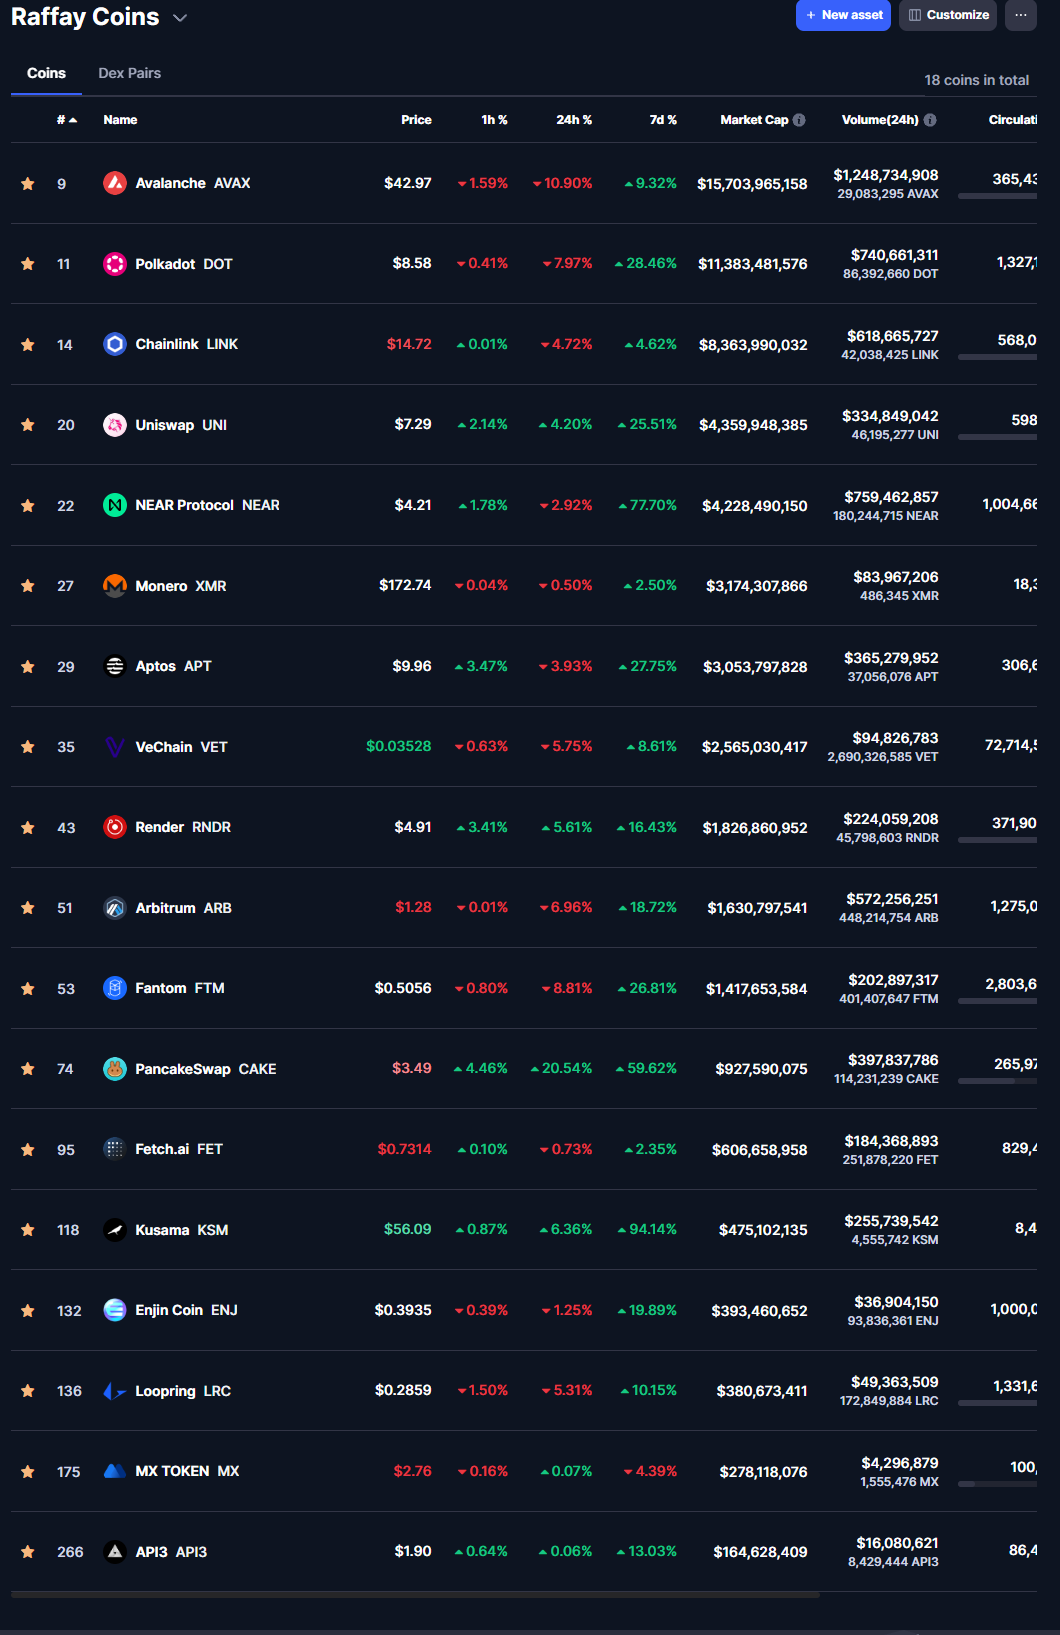 Raffay Coins
+ New asset
Customize
Coins Dex Pairs
18 coins in total
# Name Price 1h % 24h % 7d % Market Cap Volume(24h) Circulati
9 Avalanche AVAX $42.97 1.59% 10.90% 9.32% $15,703,965,158 $1,248,734,908 365,43
29,083,295 AVAX
11 Polkadot DOT $8.58 0.41% 7.97% 28.46% $11,383,481,576 $740,661,311 1,327,1
86,392,660 DOT
14 Chainlink LINK $14.72 0.01% 4.72% 4.62% $8,363,990,032 $618,665,727 568,0
42,038,425 LINK
20 Uniswap UNI $7.29 2.14% 4.20% 25.51% $4,359,948,385 $334,849,042 598
46,195,277 UNI
22 NEAR Protocol NEAR $4.21 1.78% 2.92% 77.70% $4,228,490,150 $759,462,857 1,004,66
180,244,715 NEAR
27 Monero XMR $172.74 0.04% 0.50% 2.50% $3,174,307,866 $83,967,206 18,3
486,345 XMR
29 Aptos APT $9.96 3.47% 3.93% 27.75% $3,053,797,828 $365,279,952 306,6
37,056,076 APT
35 VeChain VET $0.03528 0.63% 5.75% 8.61% $2,565,030,417 $94,826,783 72,714,5
2,690,326,585 VET
43 Render RNDR $4.91 3.41% 5.61% 16.43% $1,826,860,952 $224,059,208 371,90
45,798,603 RNDR
51 Arbitrum ARB $1.28 0.01% 6.96% 18.72% $1,630,797,541 $572,256,251 1,275,0
448,214,754 ARB
53 Fantom FTM $0.5056 0.80% 8.81% 26.81% $1,417,653,584 $202,897,317 2,803,6
401,407,647 FTM
74 PancakeSwap CAKE $3.49 4.46% 20.54% 59.62% $927,590,075 $397,837,786 265,97
114,231,239 CAKE
95 Fetch.ai FET $0.7314 0.10% 0.73% 2.35% $606,658,958 $184,368,893 829,4
251,878,220 FET
118 Kusama KSM $56.09 0.87% 6.36% 94.14% $475,102,135 $255,739,542 8,4
4,555,742 KSM
132 Enjin Coin ENJ $0.3935 0.39% 1.25% 19.89% $393,460,652 $36,904,150 1,000,0
93,836,361 ENJ
136 Loopring LRC $0.2859 1.50% 5.31% 10.15% $380,673,411 $49,363,509 1,331,6
172,849,884 LRC
175 MX TOKEN MX $2.76 0.16% 0.07% 4.39% $278,118,076 $4,296,879 100,
1,555,476 MX
266 API3 API3 $1.90 0.64% 0.06% 13.03% $164,628,409 $16,080,621 86,4
8,429,444 API3